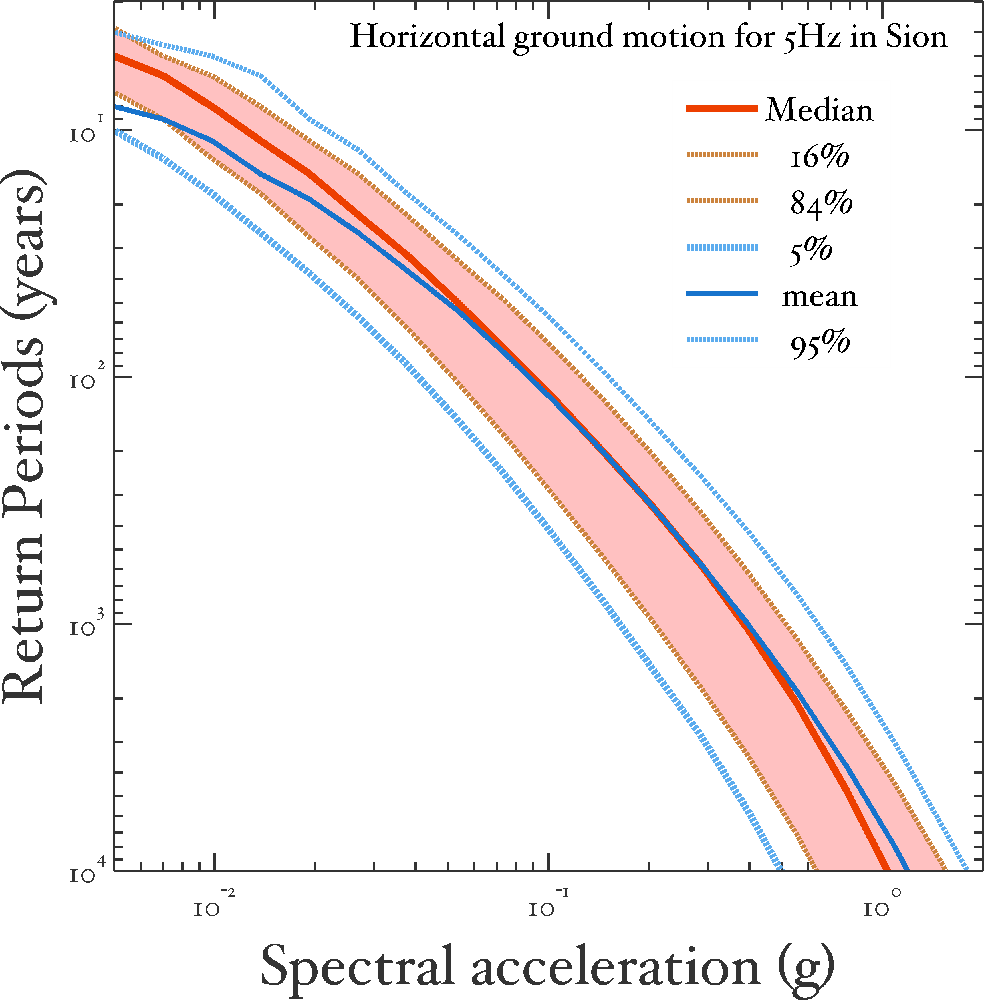 Horizontal ground motion for 5Hz in Sion
Median
16%
84%
5%
mean
95%
Return Periods (years)
10¹
10²
10³
10⁴
10⁻²
10⁻¹
10⁰
Spectral acceleration (g)